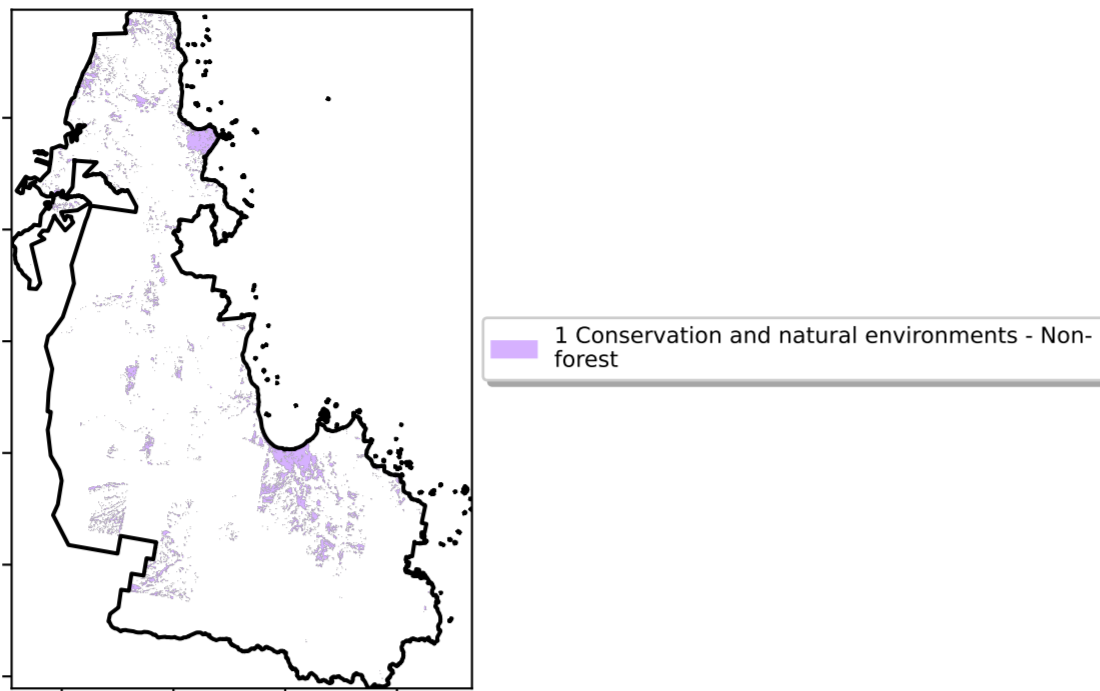 1 Conservation and natural environments - Non-
forest